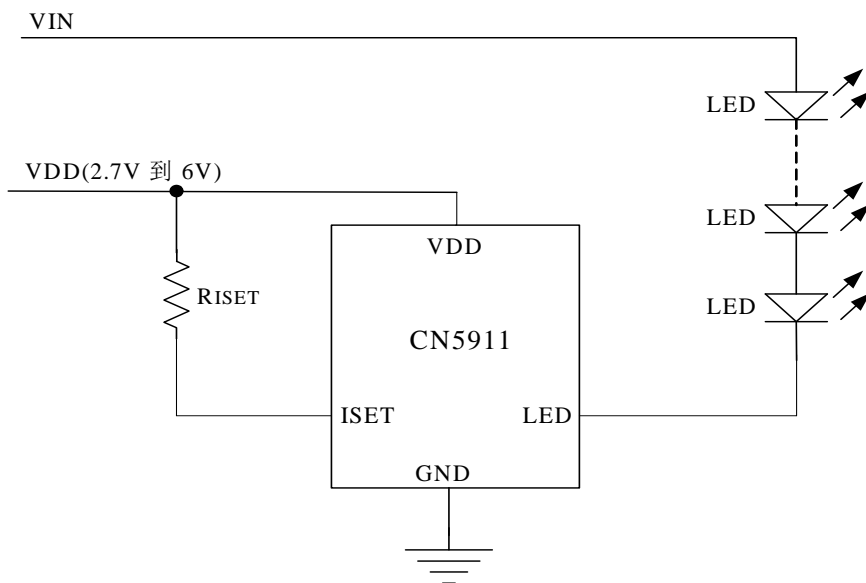 VIN
LED
VDD(2.7V 到 6V)
LED
VDD
RISET
LED
CN5911
ISET
LED
GND